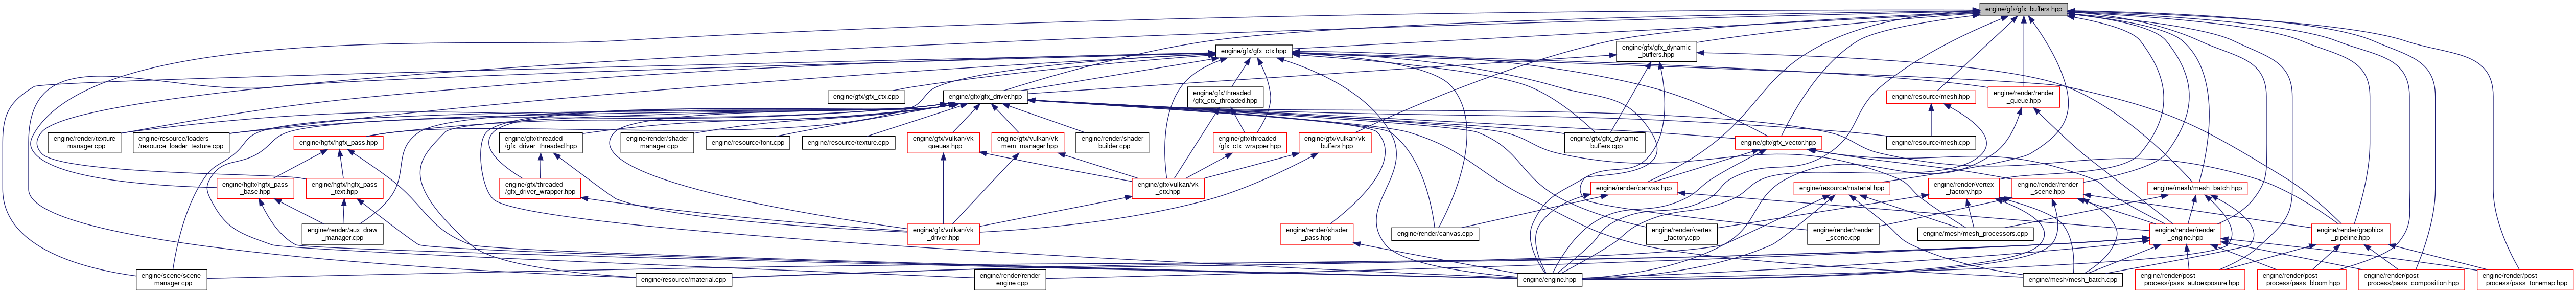 engine/gfx/gfx_buffers.hpp
engine/gfx/gfx_ctx.hpp
engine/gfx/gfx_dynamic
_buffers.hpp
engine/gfx/gfx_ctx.cpp
engine/gfx/gfx_driver.hpp
engine/gfx/threaded
/gfx_ctx_threaded.hpp
engine/resource/mesh.hpp
engine/render/render
_queue.hpp
engine/render/texture
_manager.cpp
engine/resource/loaders
/resource_loader_texture.cpp
engine/hgfx/hgfx_pass.hpp
engine/gfx/threaded
/gfx_driver_threaded.hpp
engine/render/shader
_manager.cpp
engine/resource/font.cpp
engine/resource/texture.cpp
engine/gfx/vulkan/vk
_queues.hpp
engine/gfx/vulkan/vk
_mem_manager.hpp
engine/render/shader
_builder.cpp
engine/gfx/threaded
/gfx_ctx_wrapper.hpp
engine/gfx/vulkan/vk
_buffers.hpp
engine/gfx/gfx_dynamic
_buffers.cpp
engine/gfx/gfx_vector.hpp
engine/resource/mesh.cpp
engine/hgfx/hgfx_pass
_base.hpp
engine/hgfx/hgfx_pass
_text.hpp
engine/gfx/threaded
/gfx_driver_wrapper.hpp
engine/gfx/vulkan/vk
_ctx.hpp
engine/render/canvas.hpp
engine/resource/material.hpp
engine/render/vertex
_factory.hpp
engine/render/render
_scene.hpp
engine/mesh/mesh_batch.hpp
engine/render/aux_draw
_manager.cpp
engine/gfx/vulkan/vk
_driver.hpp
engine/render/shader
_pass.hpp
engine/render/canvas.cpp
engine/render/vertex
_factory.cpp
engine/render/render
_scene.cpp
engine/mesh/mesh_processors.cpp
engine/render/render
_engine.hpp
engine/render/graphics
_pipeline.hpp
engine/scene/scene
_manager.cpp
engine/resource/material.cpp
engine/render/render
_engine.cpp
engine/engine.hpp
engine/mesh/mesh_batch.cpp
engine/render/post
_process/pass_autoexposure.hpp
engine/render/post
_process/pass_bloom.hpp
engine/render/post
_process/pass_composition.hpp
engine/render/post
_process/pass_tonemap.hpp